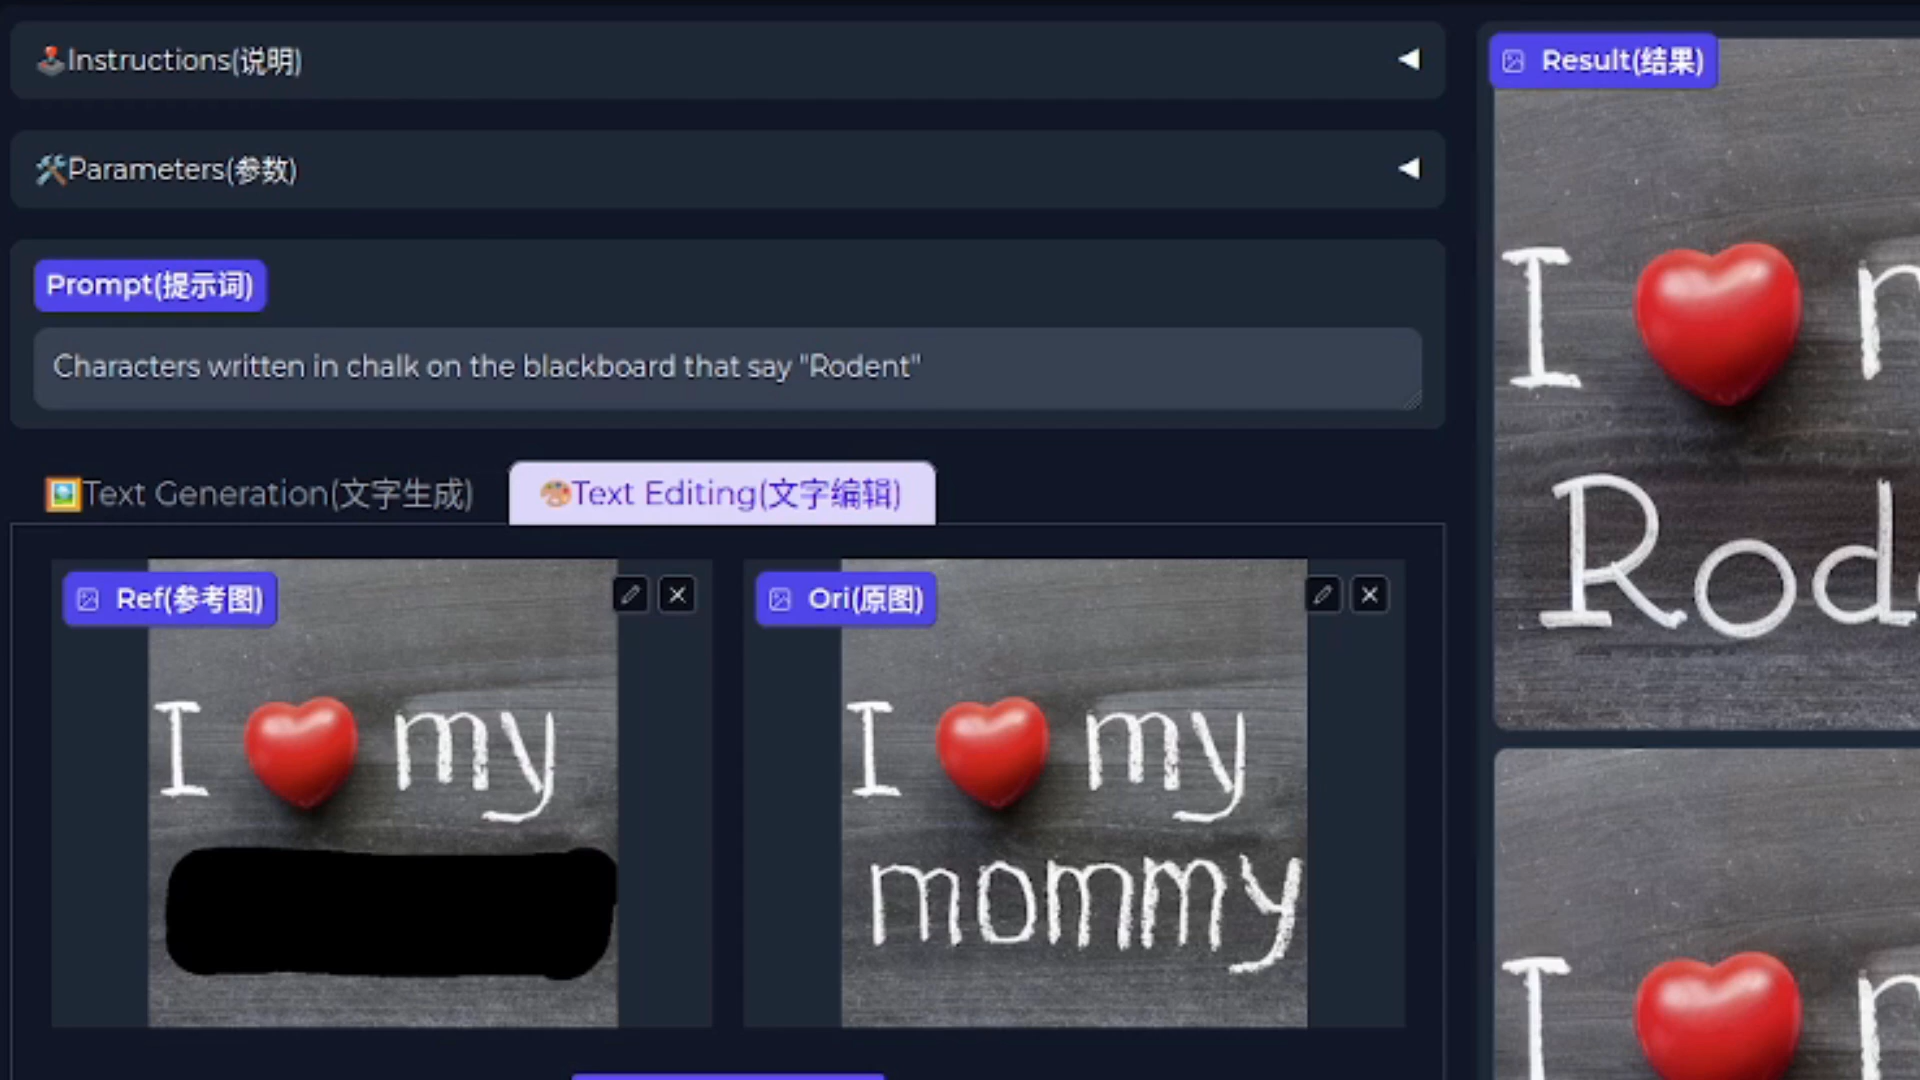 Instructions(说明)
Parameters(参数)
Prompt(提示词)
Characters written in chalk on the blackboard that say "Rodent"
Text Generation(文字生成)
Text Editing(文字编辑)
Ref(参考图)
I my
Ori(原图)
I my
mommy
Result(结果)
I
Rod
I